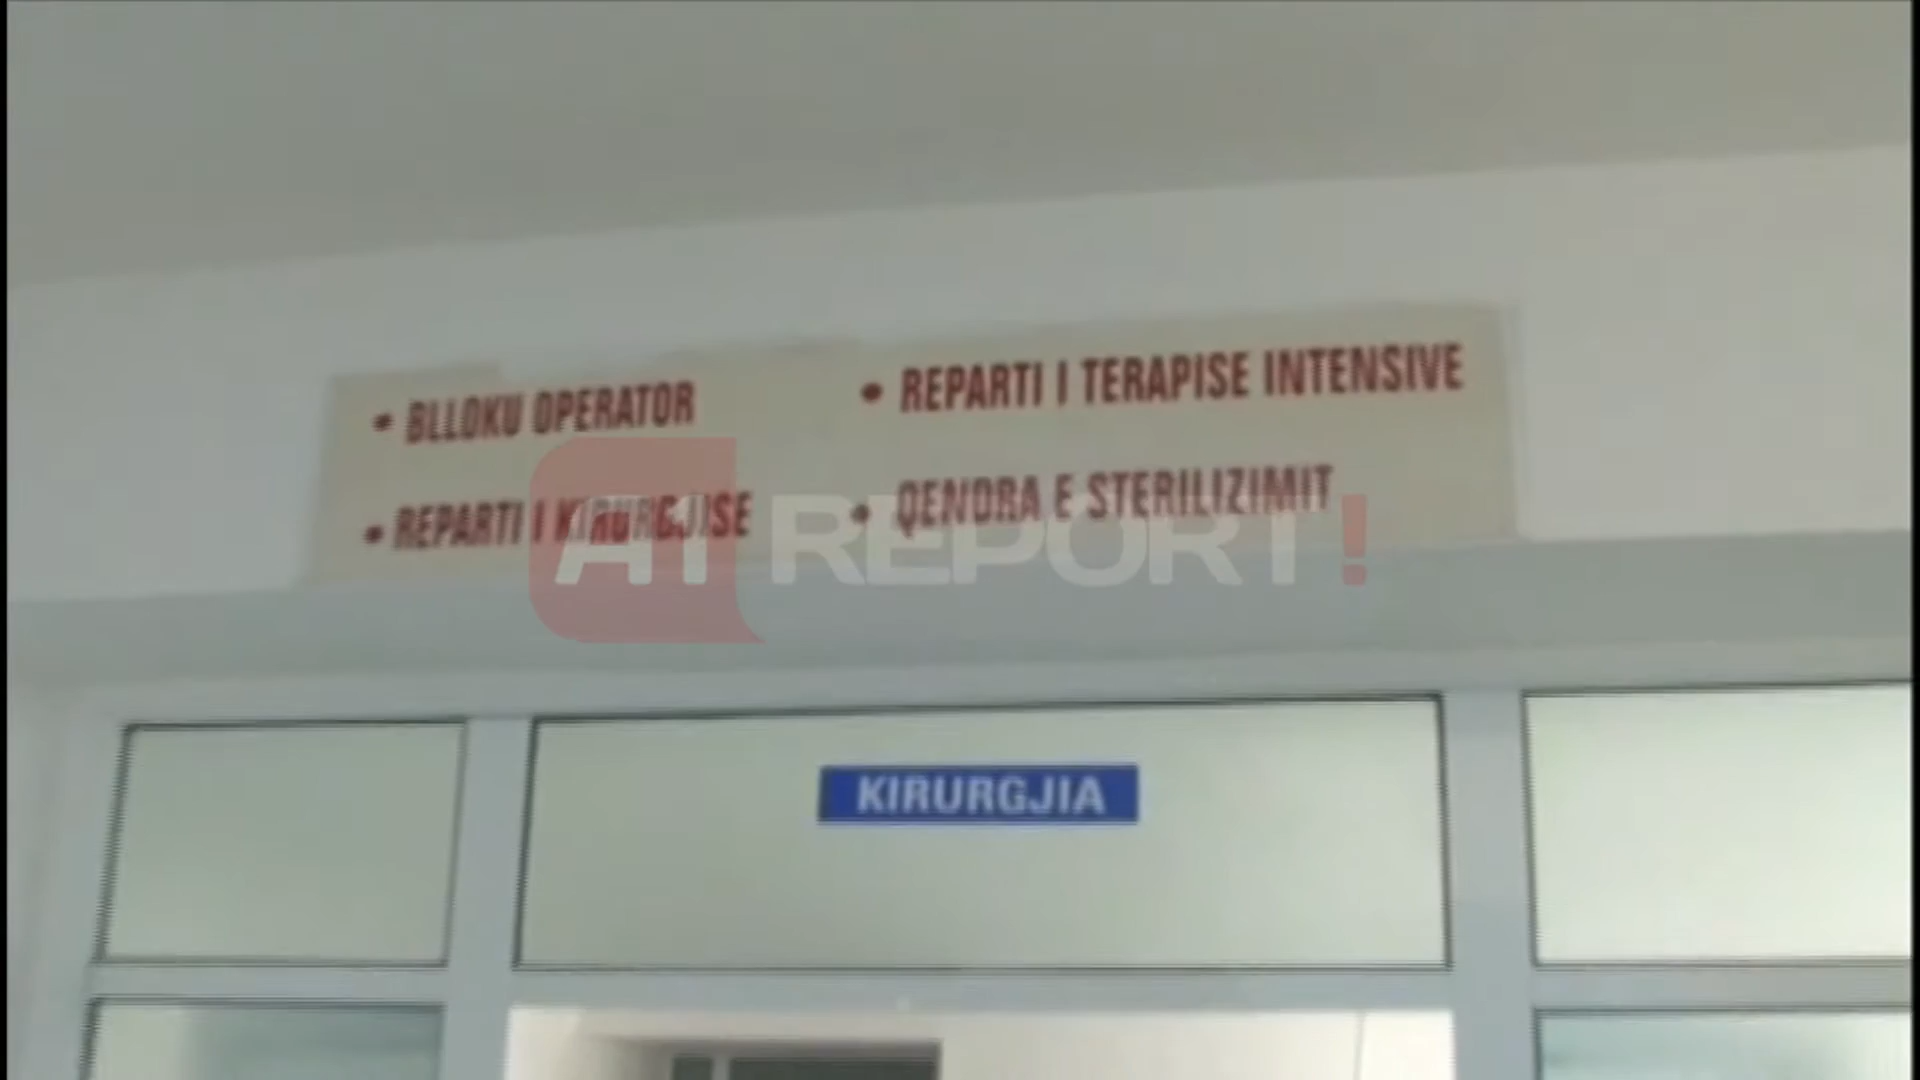 • BLLOKU OPERATOR
• REPARTI I KIRURGJISE
• REPARTI I TERAPISE INTENSIVE
• QENDRA E STERILIZIMIT
A1 REPORT!
KIRURGJIA